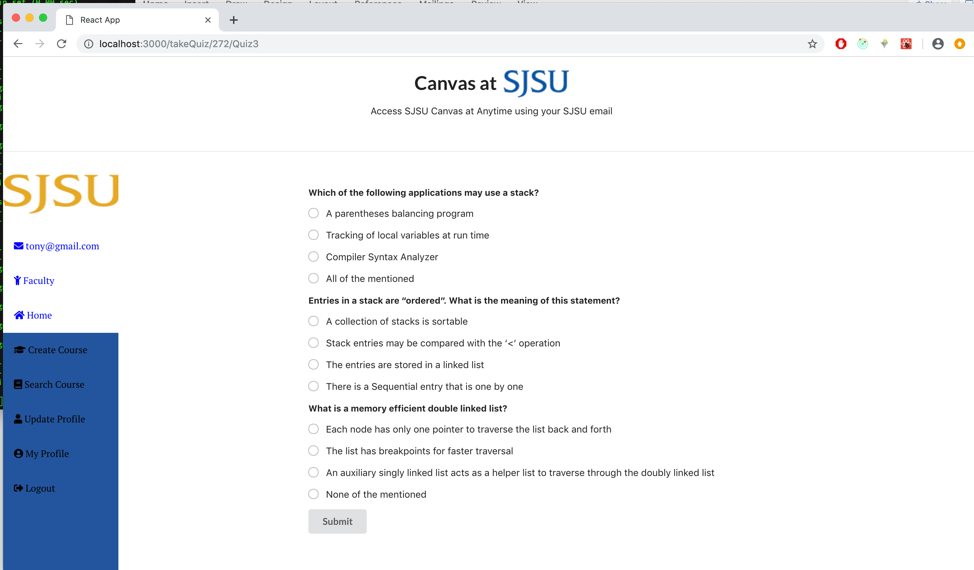 React App
localhost:3000/takeQuiz/272/Quiz3
Canvas at SJSU
Access SJSU Canvas at Anytime using your SJSU email
SJSU
tony@gmail.com
Faculty
Home
Create Course
Search Course
Update Profile
My Profile
Logout
Which of the following applications may use a stack?
A parentheses balancing program
Tracking of local variables at run time
Compiler Syntax Analyzer
All of the mentioned
Entries in a stack are “ordered”. What is the meaning of this statement?
A collection of stacks is sortable
Stack entries may be compared with the ‘<’ operation
The entries are stored in a linked list
There is a Sequential entry that is one by one
What is a memory efficient double linked list?
Each node has only one pointer to traverse the list back and forth
The list has breakpoints for faster traversal
An auxiliary singly linked list acts as a helper list to traverse through the doubly linked list
None of the mentioned
Submit